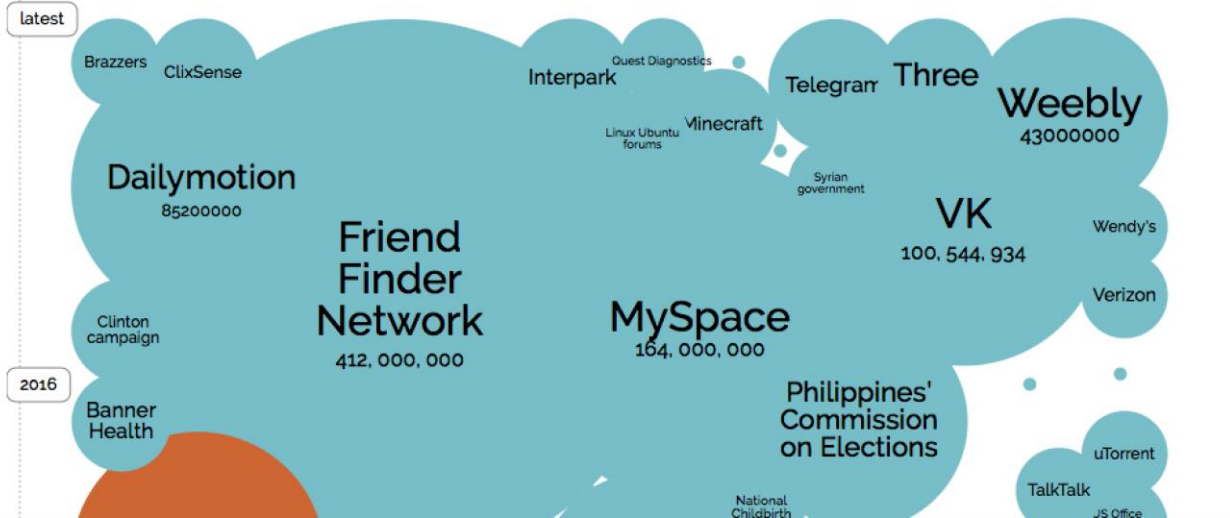 latest
Brazzers
ClixSense
Interpark
Quest Diagnostics
Linux Ubuntu
forums
Minecraft
Telegram
Three
Weebly
43000000
Syrian
government
Dailymotion
85200000
Friend
Finder
Network
412, 000, 000
MySpace
164, 000, 000
VK
100, 544, 934
Wendy's
Verizon
Clinton
campaign
2016
Banner
Health
Philippines'
Commission
on Elections
National
Childbirth
uTorrent
TalkTalk
US Office